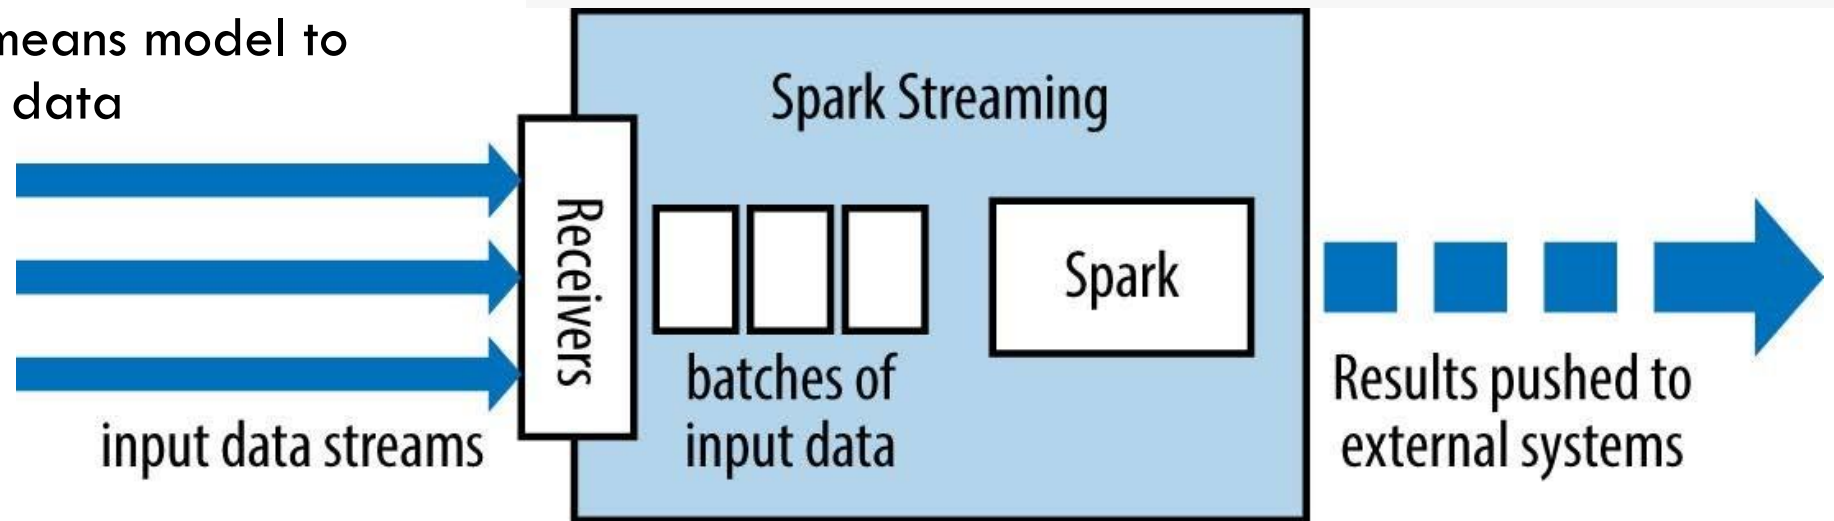 means model to
data
Spark Streaming
Receivers
Spark
batches of
input data
input data streams
Results pushed to
external systems